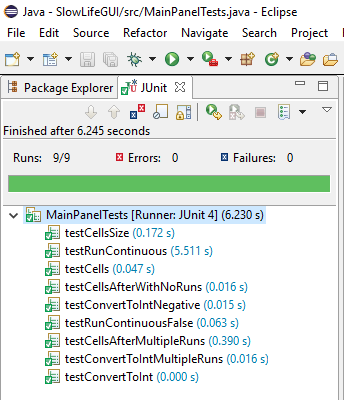 Java - SlowLifeGUI/src/MainPanelTests.java - Eclipse
File Edit Source Refactor Navigate Search Project
Package Explorer JUnit
Finished after 6.245 seconds
Runs: 9/9 Errors: 0 Failures: 0
MainPanelTests [Runner: JUnit 4] (6.230 s)
testCellsSize (0.172 s)
testRunContinuous (5.511 s)
testCells (0.047 s)
testCellsAfterWithNoRuns (0.016 s)
testConvertToIntNegative (0.015 s)
testRunContinuousFalse (0.063 s)
testCellsAfterMultipleRuns (0.390 s)
testConvertToIntMultipleRuns (0.016 s)
testConvertToInt (0.000 s)